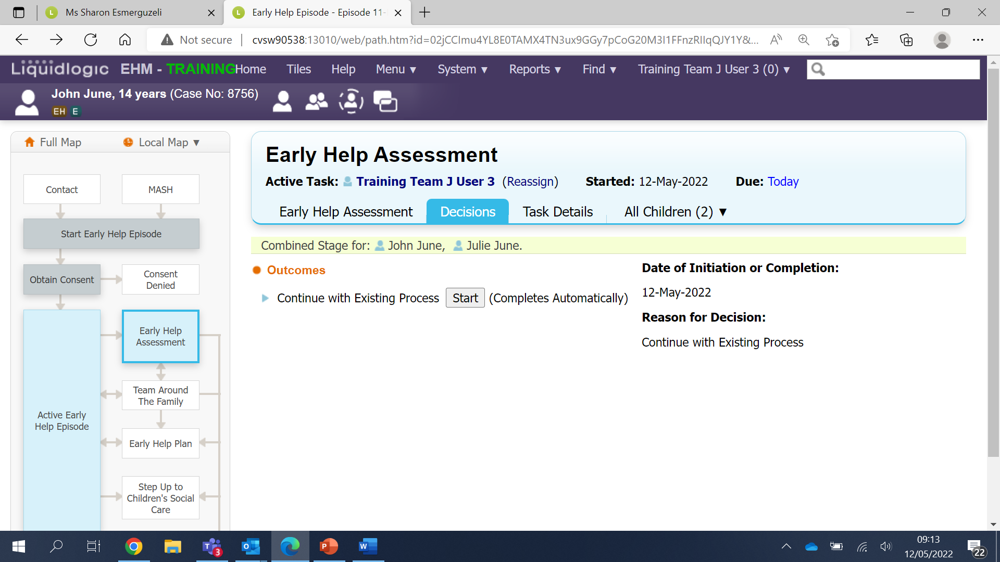 Ms Sharon Esmerguzeli
Early Help Episode - Episode 11-
Not secure
cvsw90538:13010/web/path.htm?id=02jCCImu4YL8E0TAMX4TN3ux9GGy7pCoG20M3I1FFnzRIIqQJY1Y&...
Liquidlogic EHM - TRAINING Home Tiles Help Menu ▼ System ▼ Reports ▼ Find ▼ Training Team J User 3 (0) ▼
John June, 14 years (Case No: 8756)
EH E
Full Map Local Map ▼
Contact MASH
Start Early Help Episode
Obtain Consent
Consent
Denied
Early Help
Assessment
Team Around
The Family
Active Early
Help Episode
Early Help Plan
Step Up to
Children's Social
Care
Early Help Assessment
Active Task: Training Team J User 3 (Reassign) Started: 12-May-2022 Due: Today
Early Help Assessment Decisions Task Details All Children (2) ▼
Combined Stage for: John June, Julie June.
Outcomes
Continue with Existing Process Start (Completes Automatically)
Date of Initiation or Completion:
12-May-2022
Reason for Decision:
Continue with Existing Process
09:13
12/05/2022
3
22